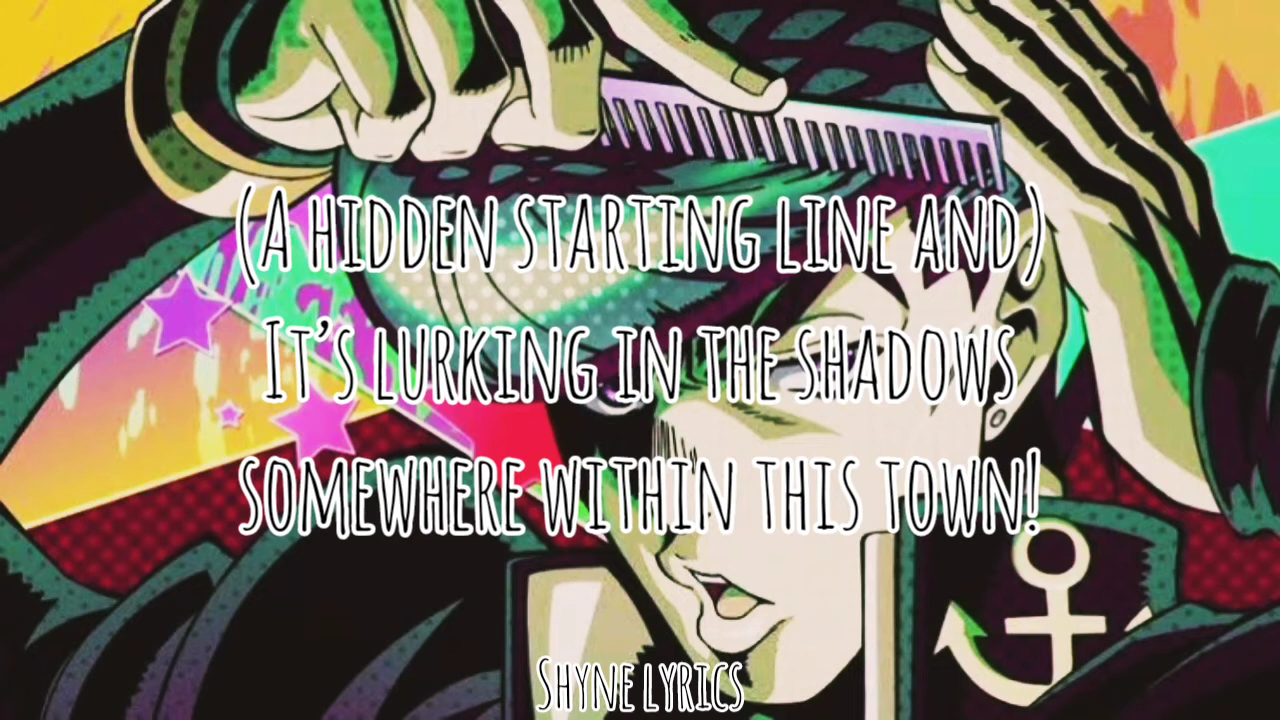 (A hidden starting line and)
It's lurking in the shadows
somewhere within this town!
Shyne lyrics